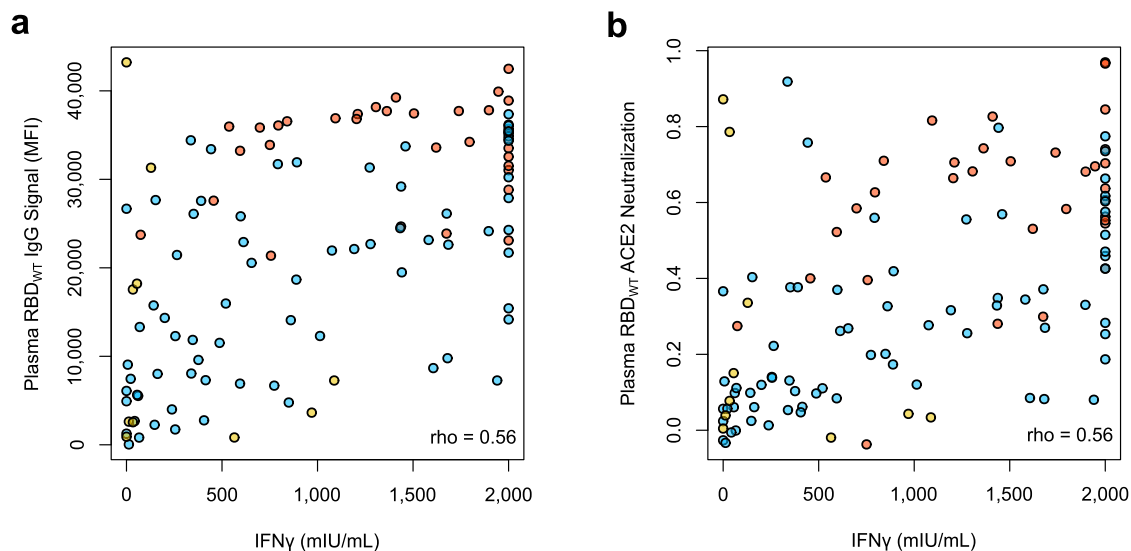 a
Plasma RBDWT IgG Signal (MFI)
40,000
30,000
20,000
10,000
0
rho = 0.56
0 500 1,000 1,500 2,000
IFNγ (mIU/mL)
b
Plasma RBDWT ACE2 Neutralization
1.0
0.8
0.6
0.4
0.2
0.0
rho = 0.56
0 500 1,000 1,500 2,000
IFNγ (mIU/mL)